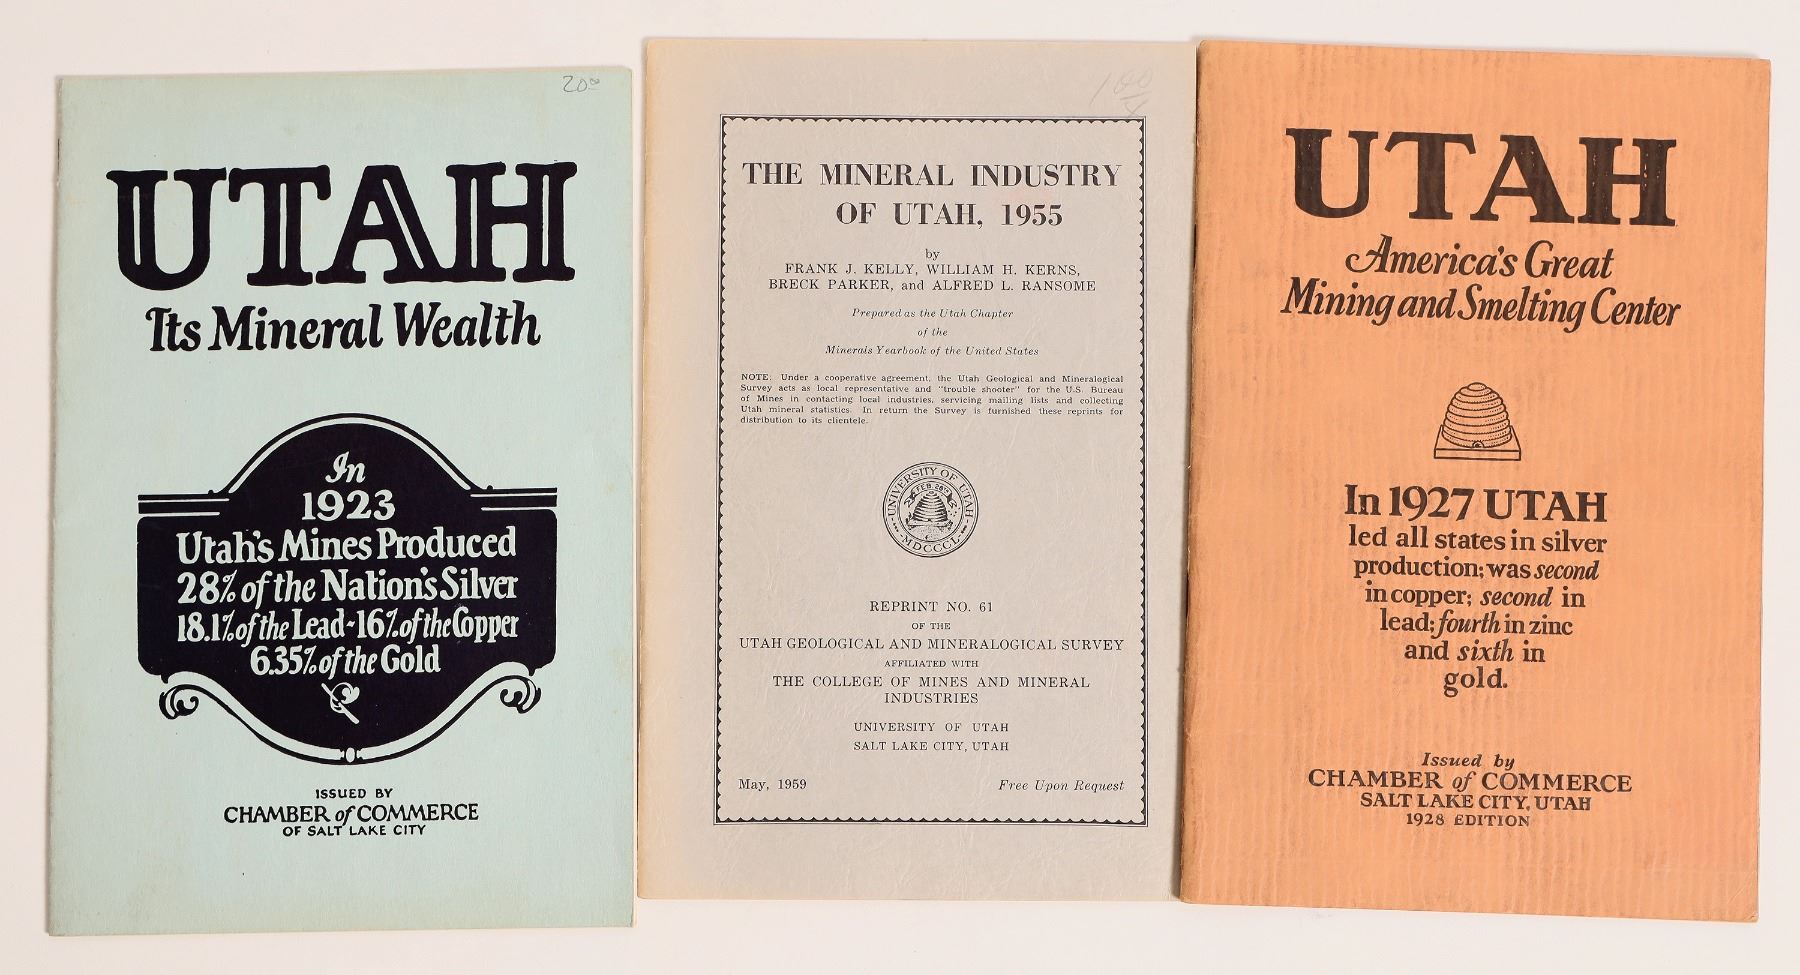 20.00
UTAH
Its Mineral Wealth
In
1923
Utah's Mines Produced
28% of the Nation's Silver
18.1% of the Lead - 16% of the Copper
6.35% of the Gold
ISSUED BY
CHAMBER of COMMERCE
OF SALT LAKE CITY
THE MINERAL INDUSTRY
OF UTAH, 1955
by
FRANK J. KELLY, WILLIAM H. KERNS,
BRECK PARKER, and ALFRED L. RANSOME
Prepared as the Utah Chapter
of the
Minerals Yearbook of the United States
NOTE: Under a cooperative agreement, the Utah Geological and Mineralogical
Survey acts as local representative and "trouble shooter" for the U.S. Bureau
of Mines in contacting local industries, servicing mailing lists and collecting
Utah mineral statistics. In return the Survey is furnished these reprints for
distribution to its clientele.
UNIVERSITY OF UTAH
FEB 28TH
MDCCCL
REPRINT NO. 61
OF THE
UTAH GEOLOGICAL AND MINERALOGICAL SURVEY
AFFILIATED WITH
THE COLLEGE OF MINES AND MINERAL
INDUSTRIES
UNIVERSITY OF UTAH
SALT LAKE CITY, UTAH
May, 1959 Free Upon Request
UTAH
America's Great
Mining and Smelting Center
In 1927 UTAH
led all states in silver
production; was second
in copper; second in
lead; fourth in zinc
and sixth in
gold.
Issued by
CHAMBER of COMMERCE
SALT LAKE CITY, UTAH
1928 EDITION